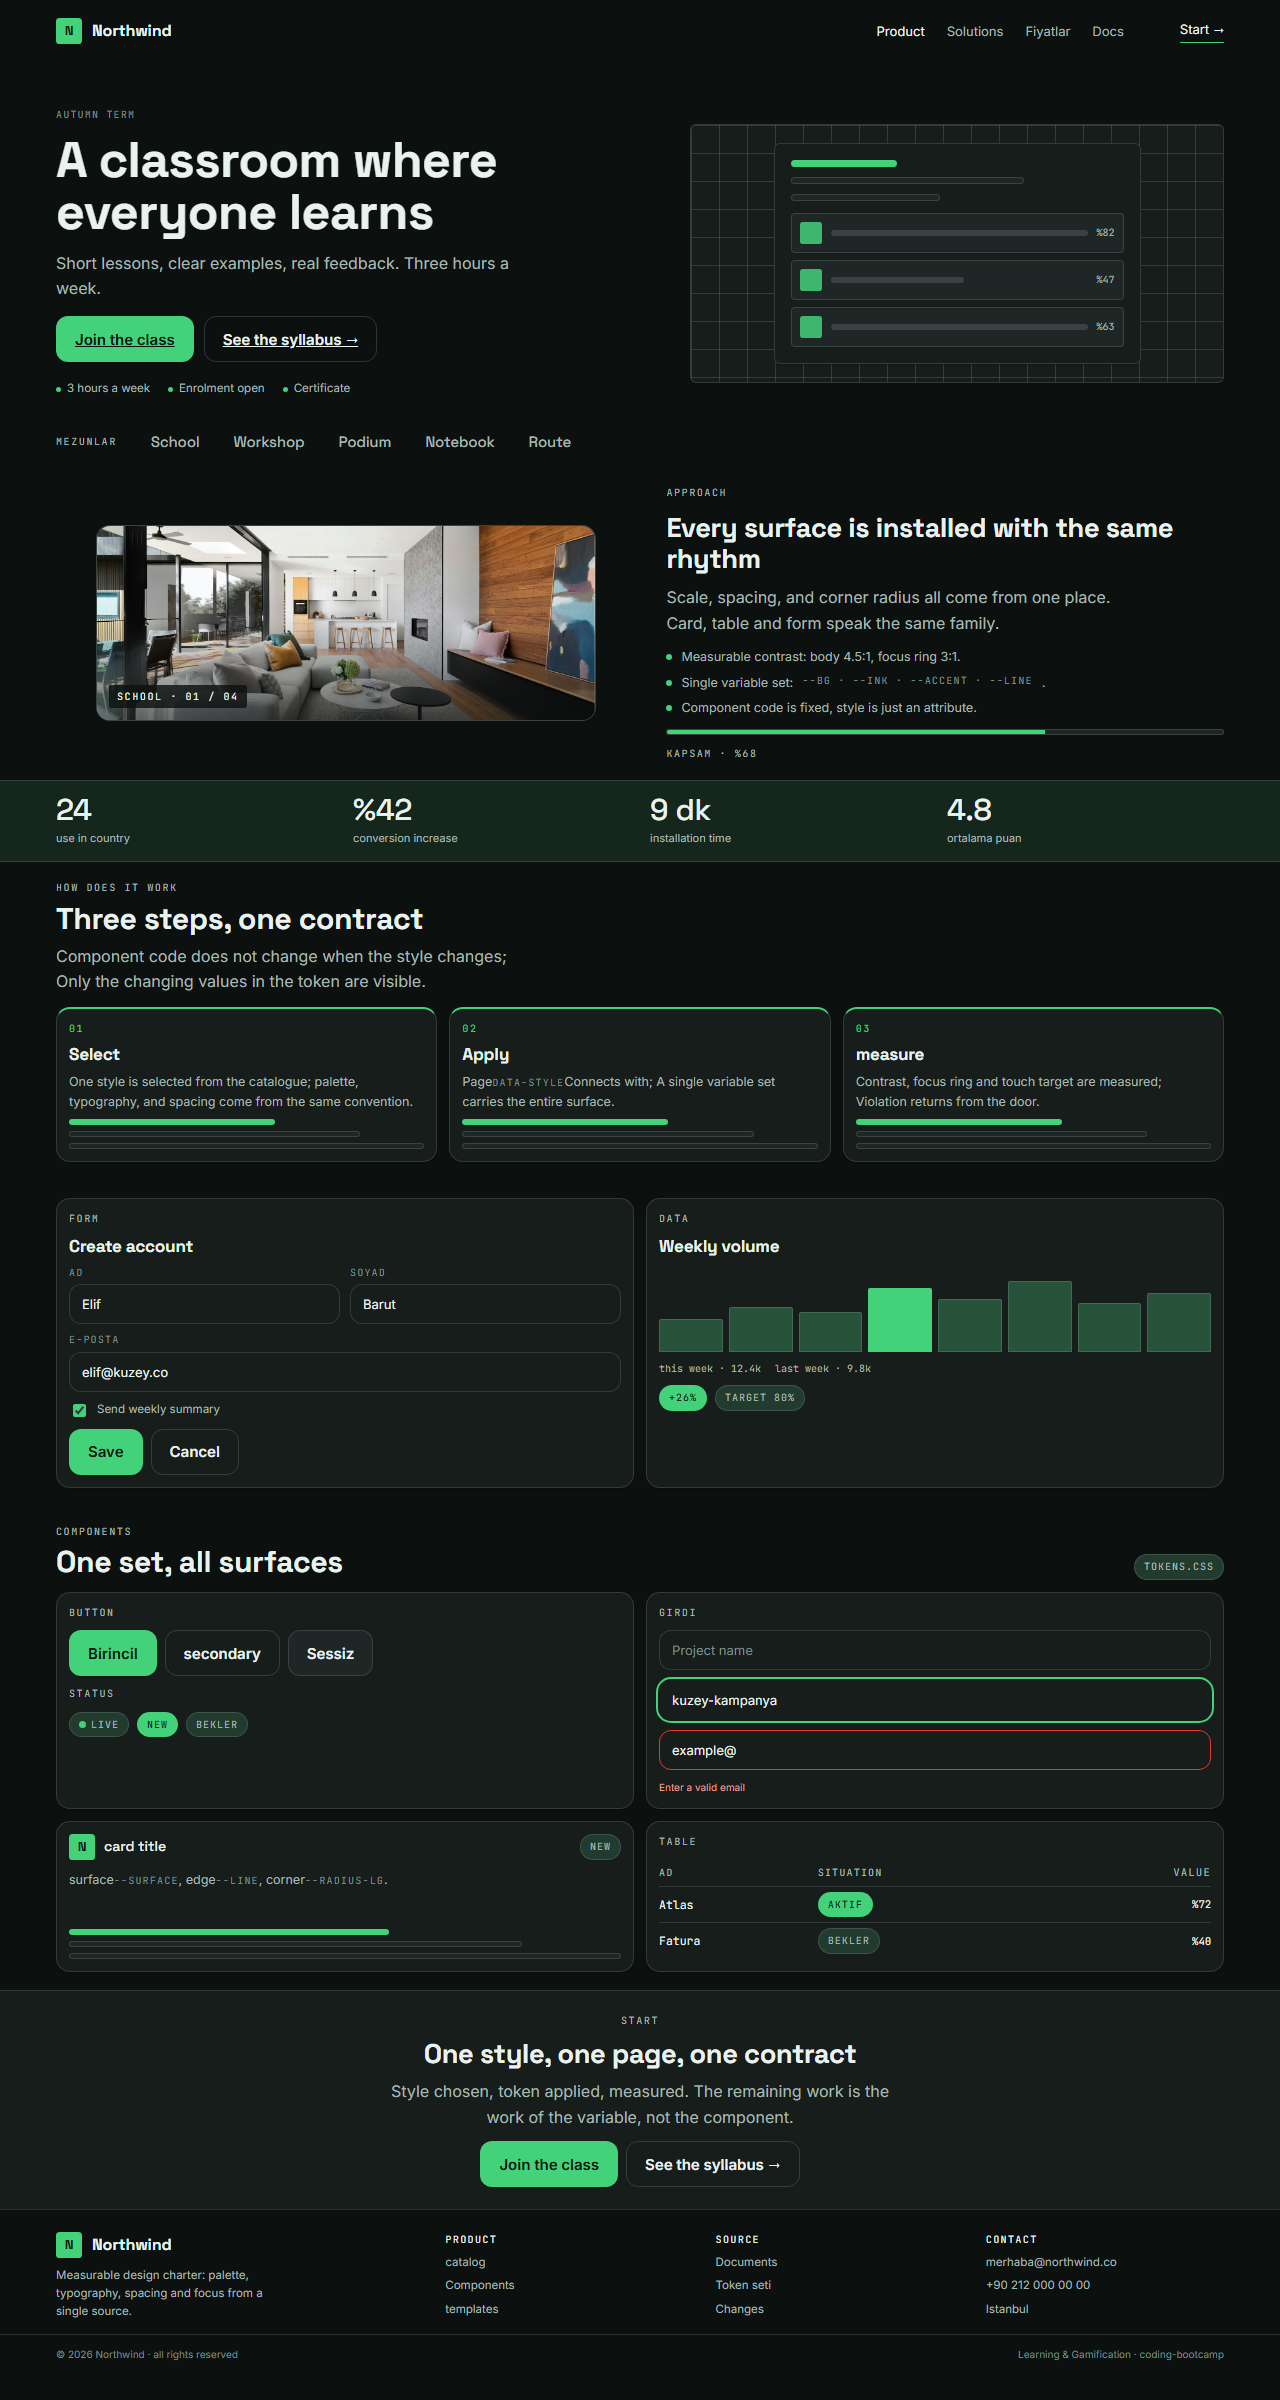 N Northwind
Product Solutions Fiyatlar Docs Start →
AUTUMN TERM
A classroom where
everyone learns
Short lessons, clear examples, real feedback. Three hours a
week.
Join the class See the syllabus →
3 hours a week Enrolment open Certificate
%82
%47
%63
MEZUNLAR School Workshop Podium Notebook Route
SCHOOL · 01 / 04
APPROACH
Every surface is installed with the same
rhythm
Scale, spacing, and corner radius all come from one place.
Card, table and form speak the same family.
Measurable contrast: body 4.5:1, focus ring 3:1.
Single variable set: --BG · --INK · --ACCENT · --LINE .
Component code is fixed, style is just an attribute.
KAPSAM · %68
24 %42 9 dk 4.8
use in country conversion increase installation time ortalama puan
HOW DOES IT WORK
Three steps, one contract
Component code does not change when the style changes;
Only the changing values in the token are visible.
01
Select
One style is selected from the catalogue; palette,
typography, and spacing come from the same convention.
02
Apply
PageDATA-STYLEConnects with; A single variable set
carries the entire surface.
03
measure
Contrast, focus ring and touch target are measured;
Violation returns from the door.
FORM
Create account
AD SOYAD
Elif Barut
E-POSTA
elif@kuzey.co
Send weekly summary
Save Cancel
DATA
Weekly volume
this week · 12.4k last week · 9.8k
+26% TARGET 80%
COMPONENTS
One set, all surfaces
TOKENS.CSS
BUTTON
Birincil secondary Sessiz
STATUS
LIVE NEW BEKLER
GIRDI
Project name
kuzey-kampanya
example@
Enter a valid email
N card title NEW
surface--SURFACE, edge--LINE, corner--RADIUS-LG.
TABLE
AD SITUATION VALUE
Atlas AKTIF %72
Fatura BEKLER %40
START
One style, one page, one contract
Style chosen, token applied, measured. The remaining work is the
work of the variable, not the component.
Join the class See the syllabus →
N Northwind
Measurable design charter: palette,
typography, spacing and focus from a
single source.
PRODUCT
catalog
Components
templates
SOURCE
Documents
Token seti
Changes
CONTACT
merhaba@northwind.co
+90 212 000 00 00
Istanbul
© 2026 Northwind · all rights reserved
Learning & Gamification · coding-bootcamp